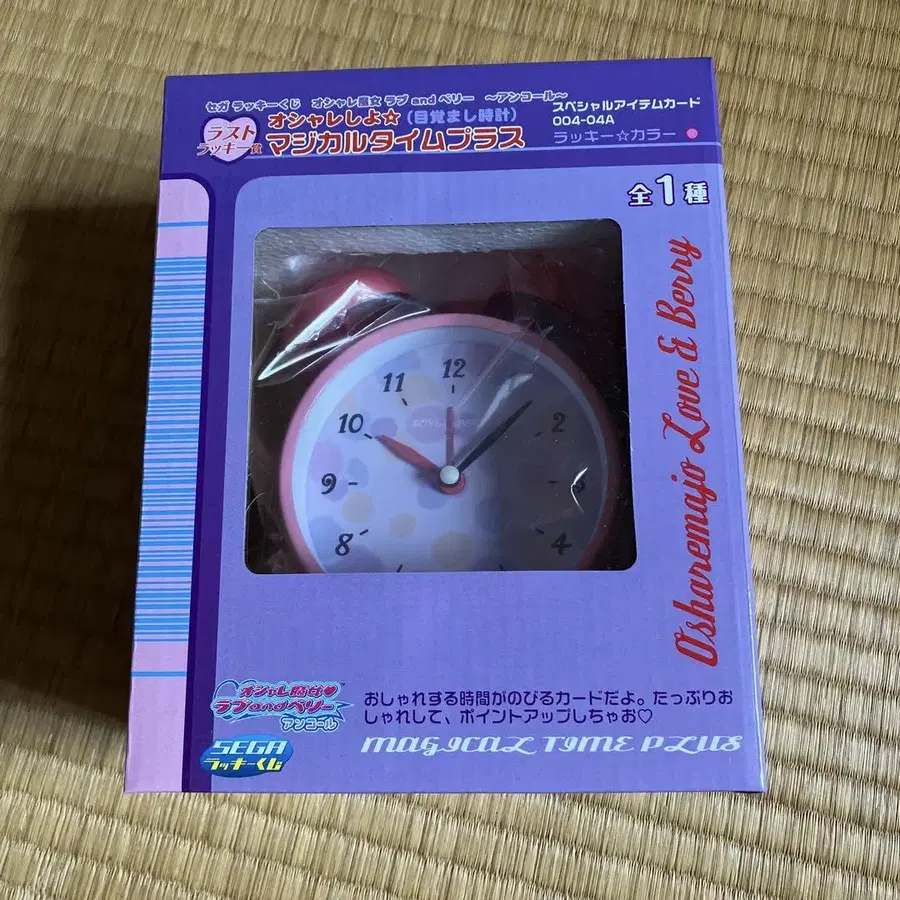 セガ ラッキーくじ オシャレ魔女 ラブ and ベリー ～アンコール～
ラスト
ラッキー賞
オシャレしよ☆(目覚まし時計)
マジカルタイムプラス
スペシャルアイテムカード
004-04A
ラッキー☆カラー
全1種
Osharemajo Love & Berry
12
11
10
2
9
8
4
オシャレ魔女♥
ラブandベリー
アンコール
SEGA
ラッキーくじ
おしゃれする時間がのびるカードだよ。たっぷりお
しゃれして、ポイントアップしちゃお♡
MAGICAL TIME PLUS